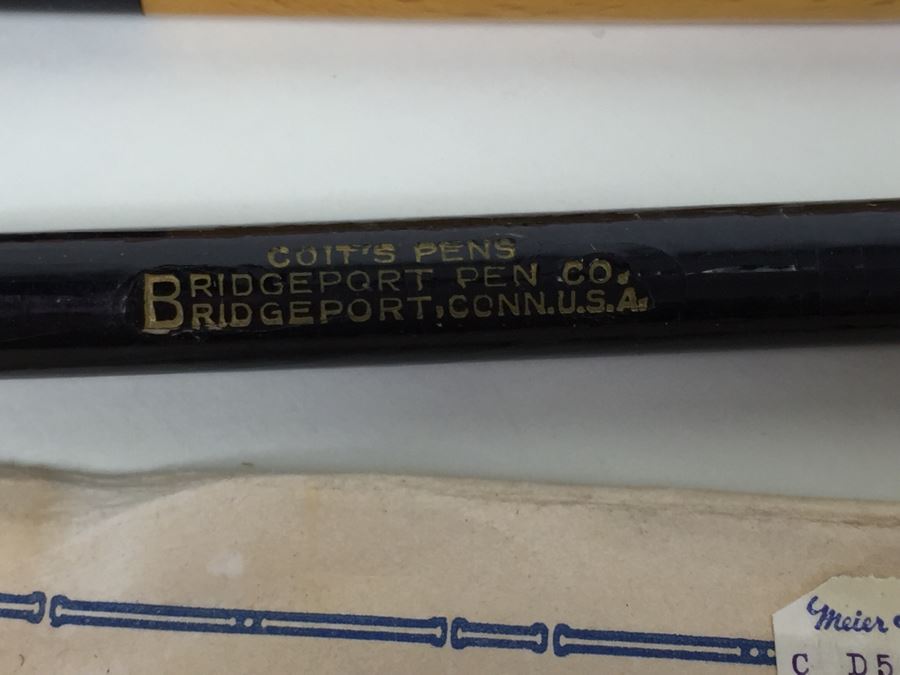 COIT'S PENS
BRIDGEPORT PEN CO.
BRIDGEPORT, CONN. U.S.A.
Meier
C D5